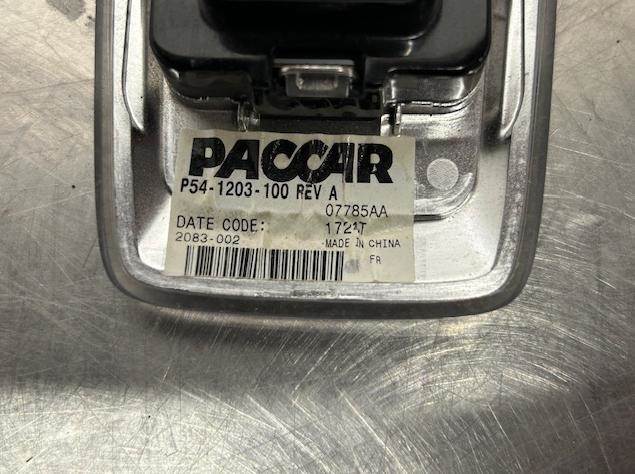 PACCAR
P54-1203-100 REV A
07785AA
DATE CODE:
2083-002
MADE IN CHINA
FR